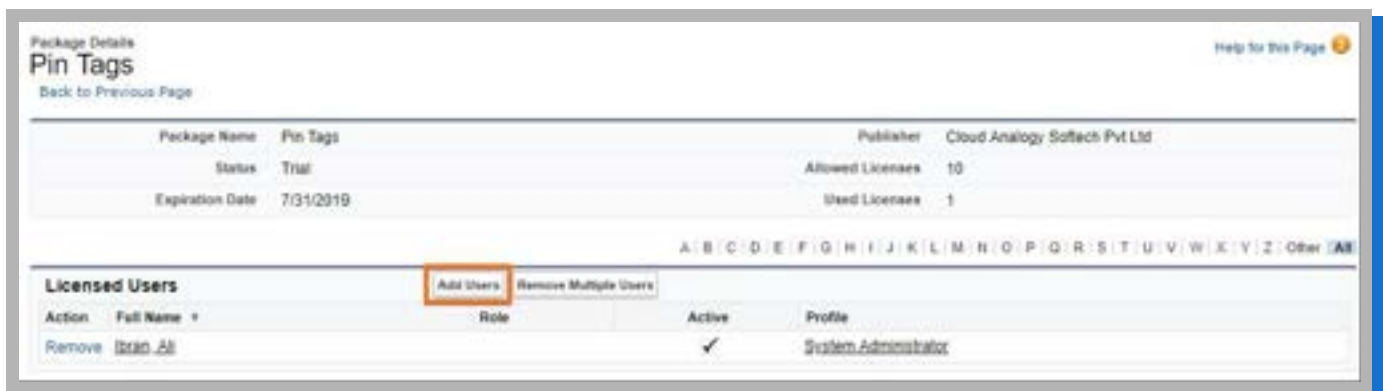 Package Details
Pin Tags
Help for this Page
Back to Previous Page
Package Name Pin Tags Publisher Cloud Analogy Softech Pvt Ltd
Status Trial Allowed Licenses 10
Expiration Date 7/31/2019 Used Licenses 1
A | B | C | D | E | F | G | H | I | J | K | L | M | N | O | P | Q | R | S | T | U | V | W | X | Y | Z | Other | All
Licensed Users Add Users Remove Multiple Users
Action Full Name Role Active Profile
Remove Ali System Administrator